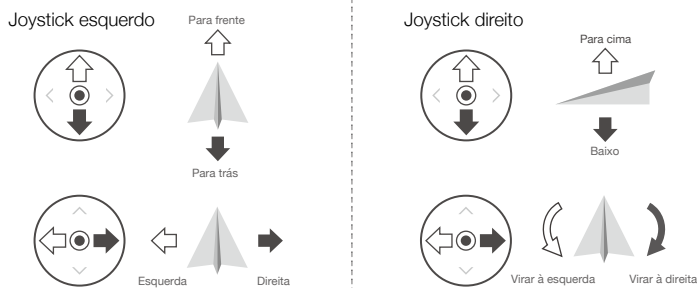 Joystick esquerdo
Para frente
Para trás
Esquerda
Direita
Joystick direito
Para cima
Baixo
Virar à esquerda
Virar à direita